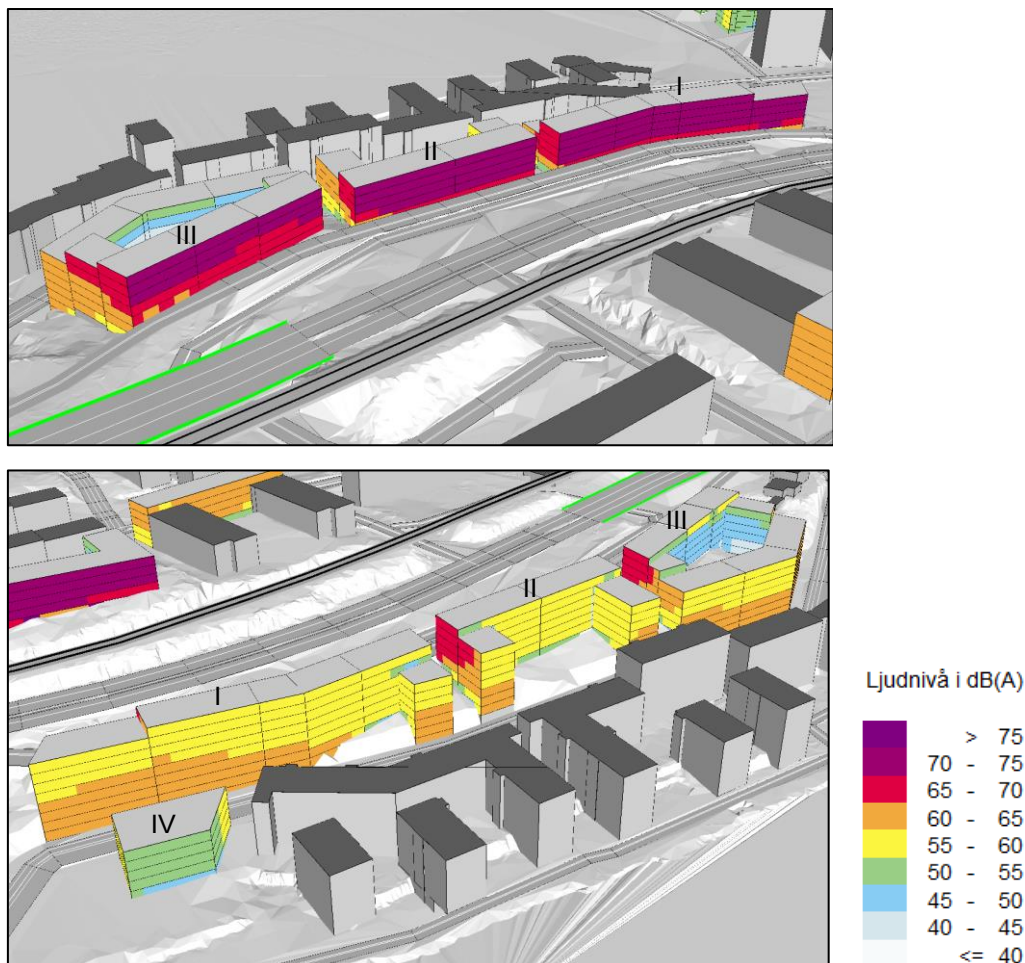 I
II
III
III
II
I
IV
Ljudnivå i dB(A)
> 75
70 - 75
65 - 70
60 - 65
55 - 60
50 - 55
45 - 50
40 - 45
<= 40